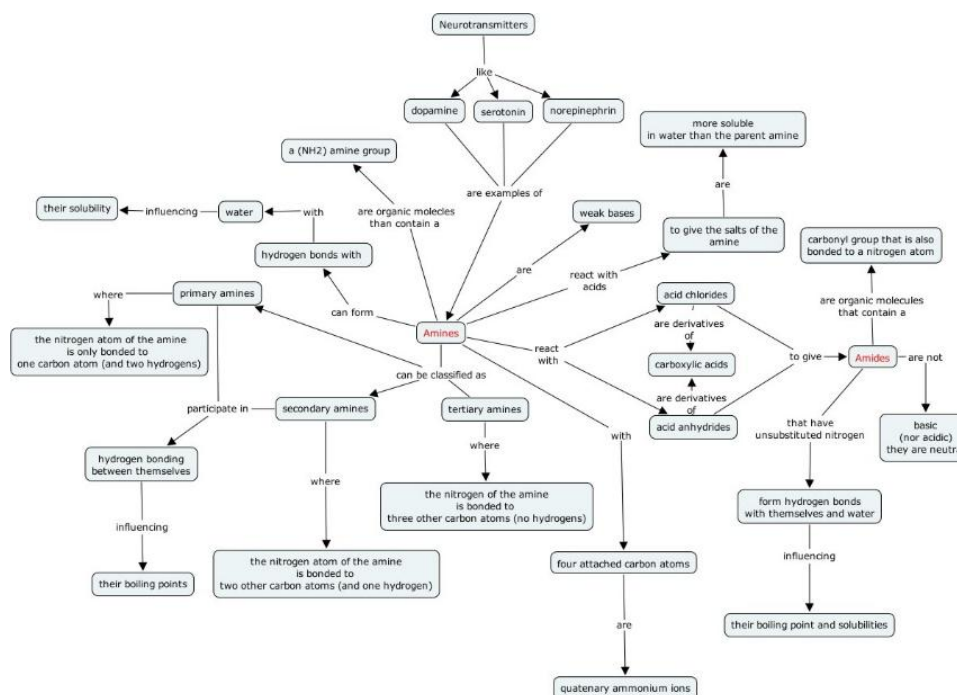 Neurotransmitters
like
dopamine
serotonin
norepinephrin
more soluble
in water than the parent amine
a (NH2) amine group
are
are examples of
their solubility
influencing
water
with
are organic molecles
than contain a
weak bases
to give the salts of the
amine
carbonyl group that is also
bonded to a nitrogen atom
hydrogen bonds with
are
react with
acids
where
primary amines
can form
acid chlorides
are organic molecules
that contain a
the nitrogen atom of the amine
is only bonded to
one carbon atom (and two hydrogens)
Amines
react
with
are derivatives
of
to give
Amides
are not
can be classified as
carboxylic acids
are derivatives
of
participate in
secondary amines
tertiary amines
acid anhydrides
that have
unsubstituted nitrogen
basic
(nor acidic)
they are neutra
with
hydrogen bonding
between themselves
where
where
the nitrogen of the amine
is bonded to
three other carbon atoms (no hydrogens)
form hydrogen bonds
with themselves and water
influencing
influencing
their boiling points
the nitrogen atom of the amine
is bonded to
two other carbon atoms (and one hydrogen)
four attached carbon atoms
their boiling point and solubilities
are
quatenary ammonium ions